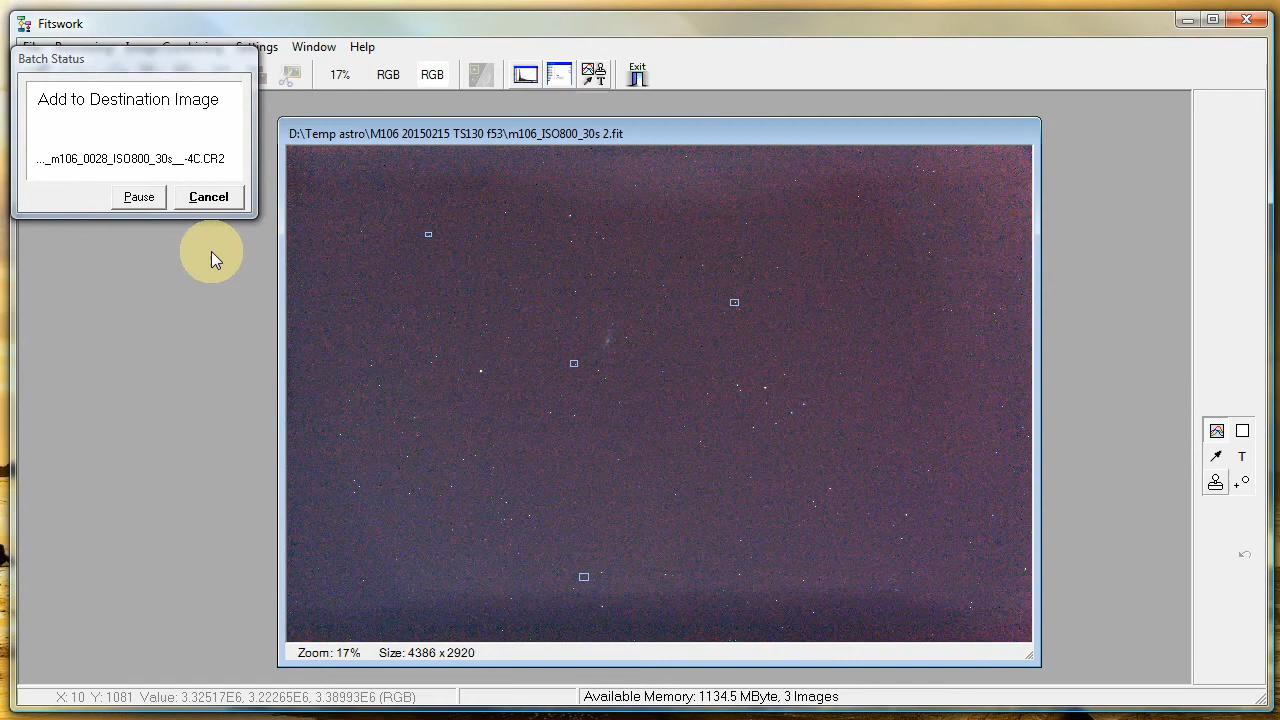 Fitswork
Settings Window Help
Batch Status
Add to Destination Image
..._m106_0028_ISO800_30s__-4C.CR2
Pause Cancel
17% RGB RGB Exit
T
D:\Temp astro\M106 20150215 TS130 f53\m106_ISO800_30s 2.fit
T
Zoom: 17% Size: 4386 x 2920
X: 10 Y: 1081 Value: 3.32517E6, 3.22265E6, 3.38993E6 (RGB) Available Memory: 1134.5 MByte, 3 Images